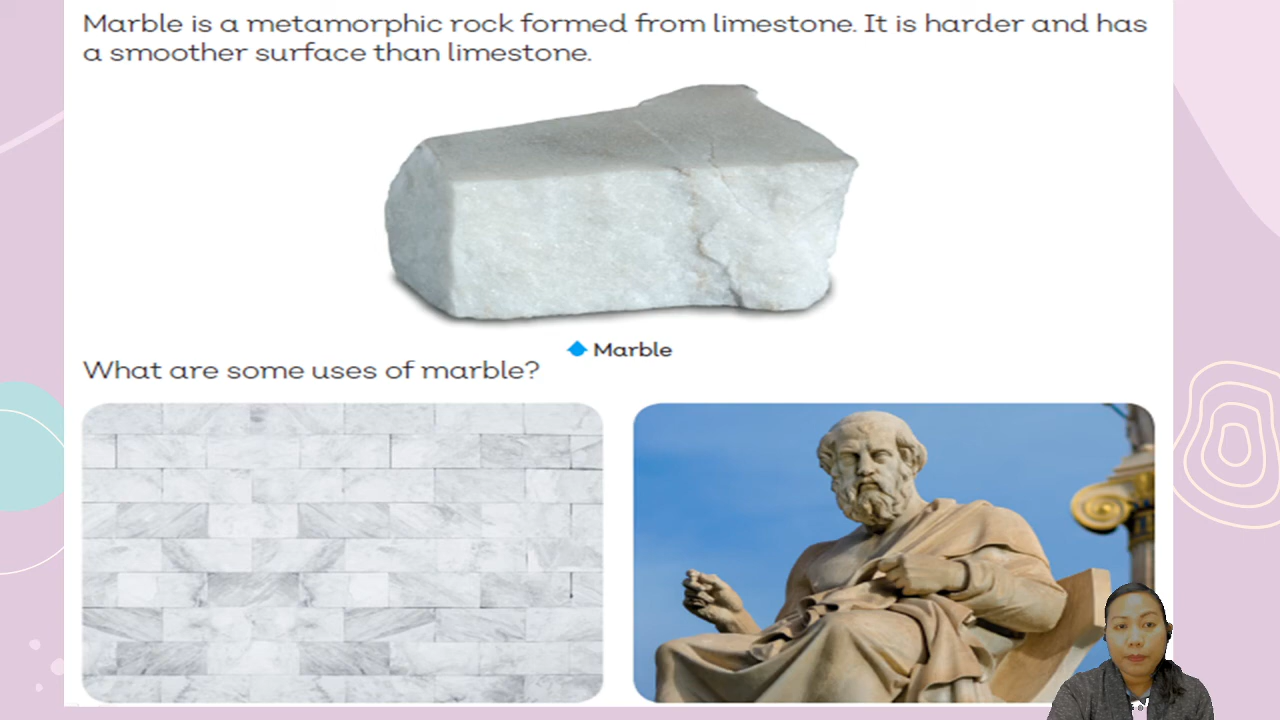 Marble is a metamorphic rock formed from limestone. It is harder and has
a smoother surface than limestone.
Marble
What are some uses of marble?